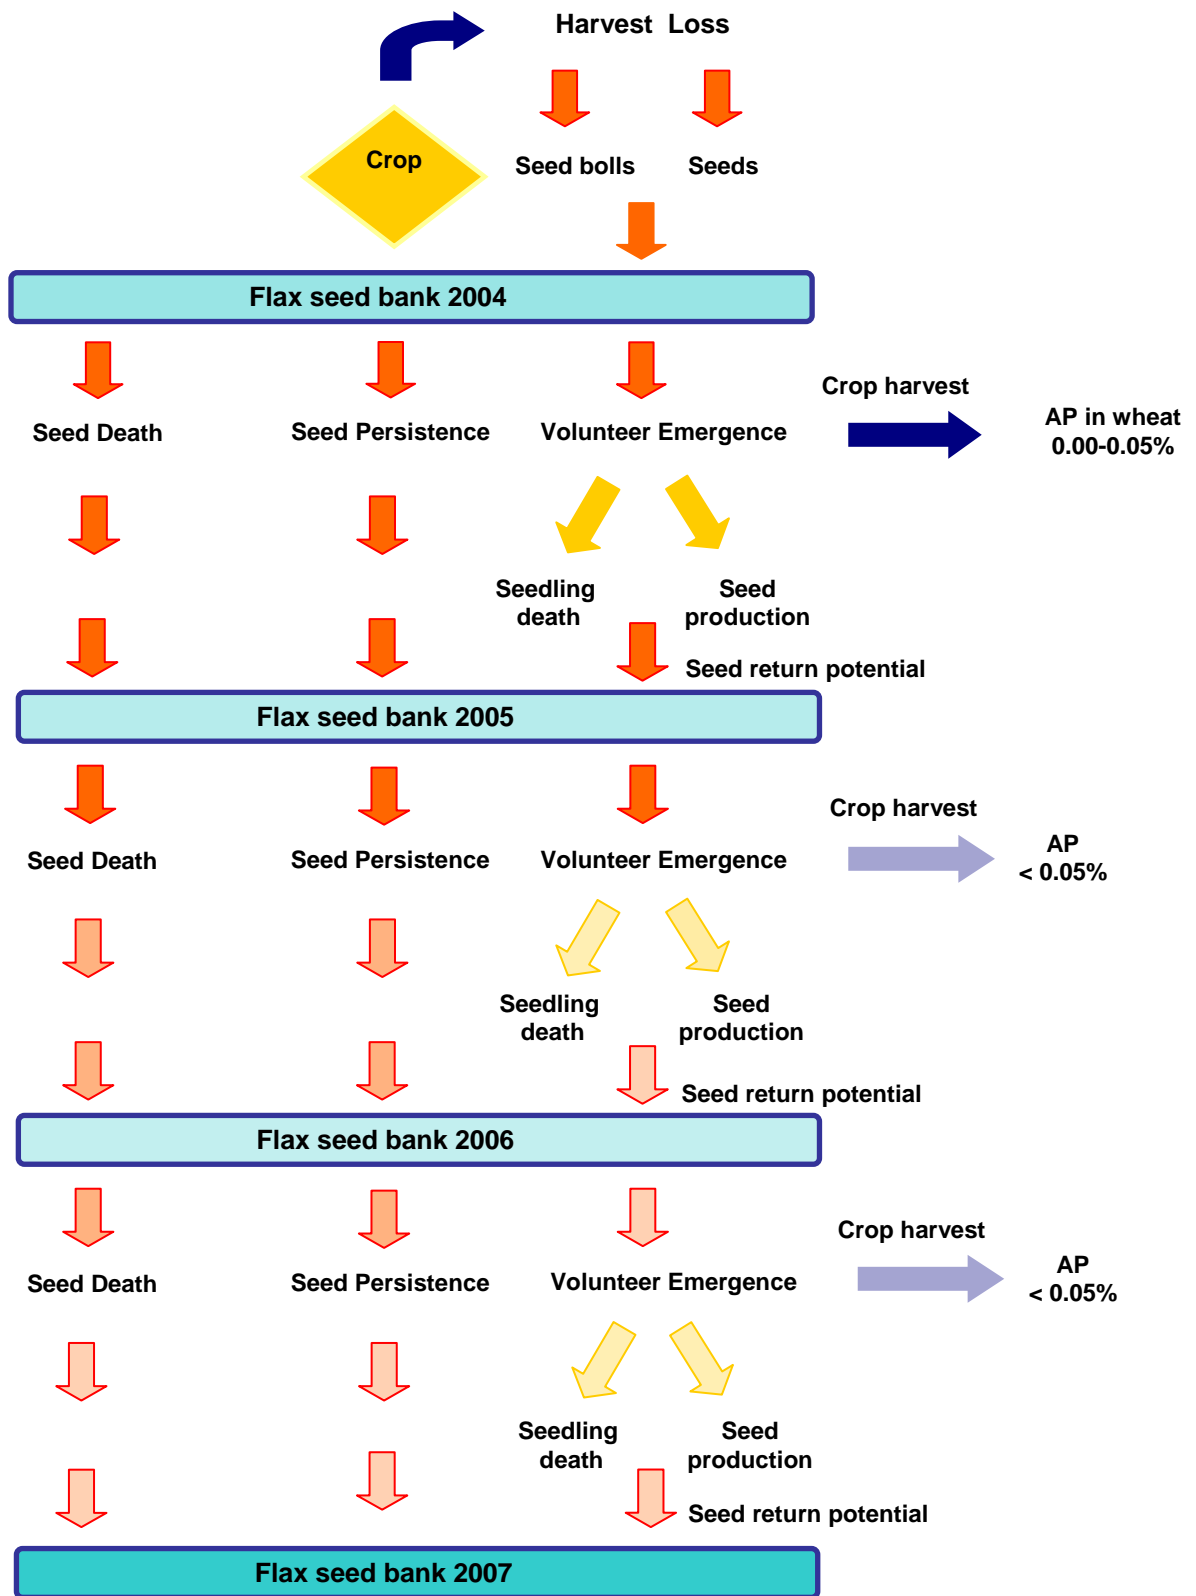 Harvest  Loss
Crop
Seed bolls
Seeds
Flax seed bank 2004
Crop harvest
Seed Death
Seed Persistence
Volunteer Emergence
AP in wheat
0.00-0.05%
Seedling
death
Seed
production
Seed return potential
Flax seed bank 2005
Crop harvest
Seed Death
Seed Persistence
Volunteer Emergence
AP
< 0.05%
Seedling
death
Seed
production
Seed return potential
Flax seed bank 2006
Crop harvest
Seed Death
Seed Persistence
Volunteer Emergence
AP
< 0.05%
Seedling
death
Seed
production
Seed return potential
Flax seed bank 2007